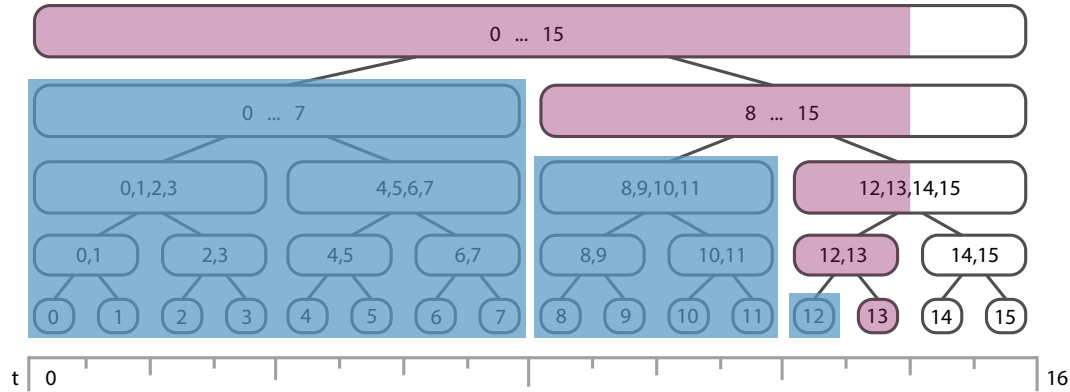 0 ... 15
0 ... 7 8 ... 15
0,1,2,3 4,5,6,7 8,9,10,11 12,13,14,15
0,1 2,3 4,5 6,7 8,9 10,11 12,13 14,15
0 1 2 3 4 5 6 7 8 9 10 11 12 13 14 15
t 0 16